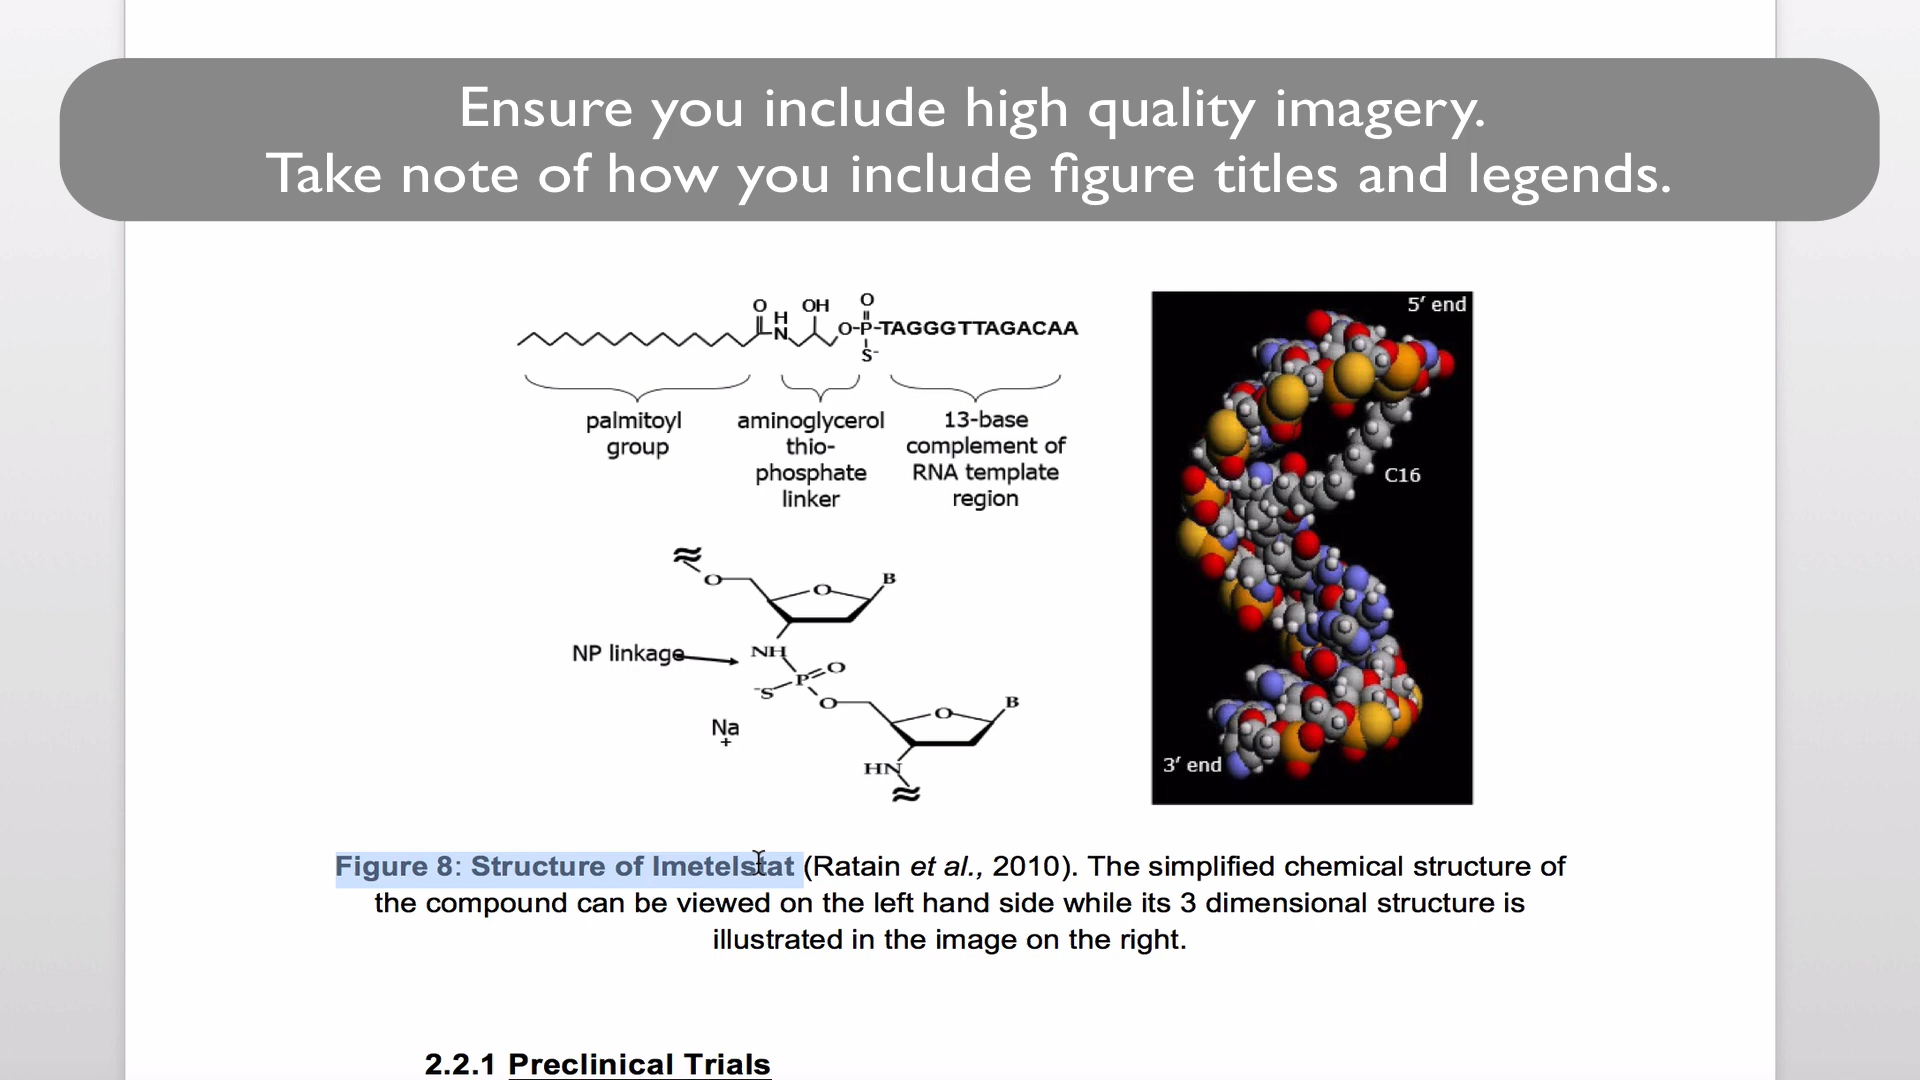 Ensure you include high quality imagery.
Take note of how you include figure titles and legends.
O
H
N
OH
O
O-P-TAGGGTTAGACAA
S-
palmitoyl
group
aminoglycerol
thio-
phosphate
linker
13-base
complement of
RNA template
region
O
O
B
NP linkage
NH
P
O
-S
O
O
B
Na
+
HN
5′ end
C16
3′ end
Figure 8: Structure of Imetelstat (Ratain et al., 2010). The simplified chemical structure of
the compound can be viewed on the left hand side while its 3 dimensional structure is
illustrated in the image on the right.
2.2.1 Preclinical Trials